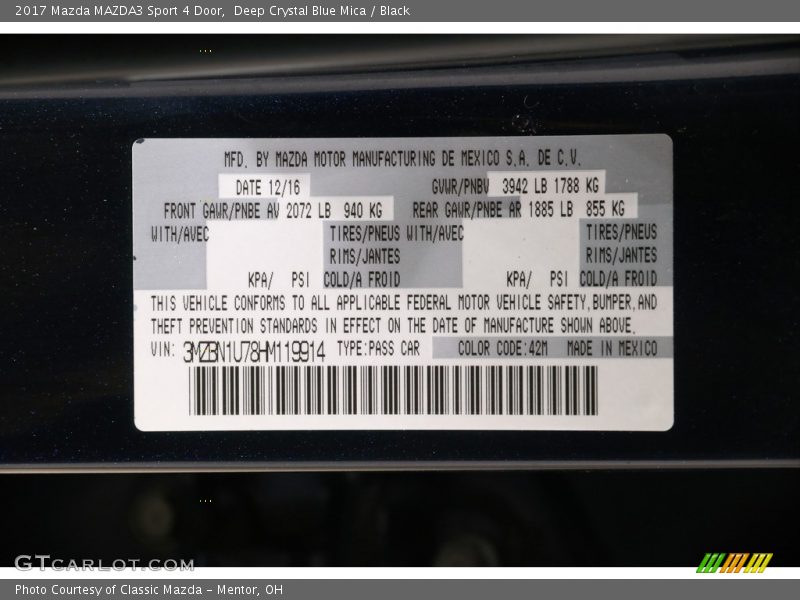 2017 Mazda MAZDA3 Sport 4 Door,  Deep Crystal Blue Mica / Black
MFD. BY MAZDA MOTOR MANUFACTURING DE MEXICO S.A. DE C.V.
DATE 12/16 GVWR/PNBV 3942 LB 1788 KG
FRONT GAWR/PNBE AV 2072 LB 940 KG REAR GAWR/PNBE AR 1885 LB 855 KG
WITH/AVEC TIRES/PNEUS WITH/AVEC TIRES/PNEUS
RIMS/JANTES RIMS/JANTES
KPA/ PSI COLD/A FROID KPA/ PSI COLD/A FROID
THIS VEHICLE CONFORMS TO ALL APPLICABLE FEDERAL MOTOR VEHICLE SAFETY,BUMPER,AND
THEFT PREVENTION STANDARDS IN EFFECT ON THE DATE OF MANUFACTURE SHOWN ABOVE.
VIN: 3MZBN1U78HM119914 TYPE:PASS CAR COLOR CODE:42M MADE IN MEXICO
GTCARLOT.COM
Photo Courtesy of Classic Mazda - Mentor, OH